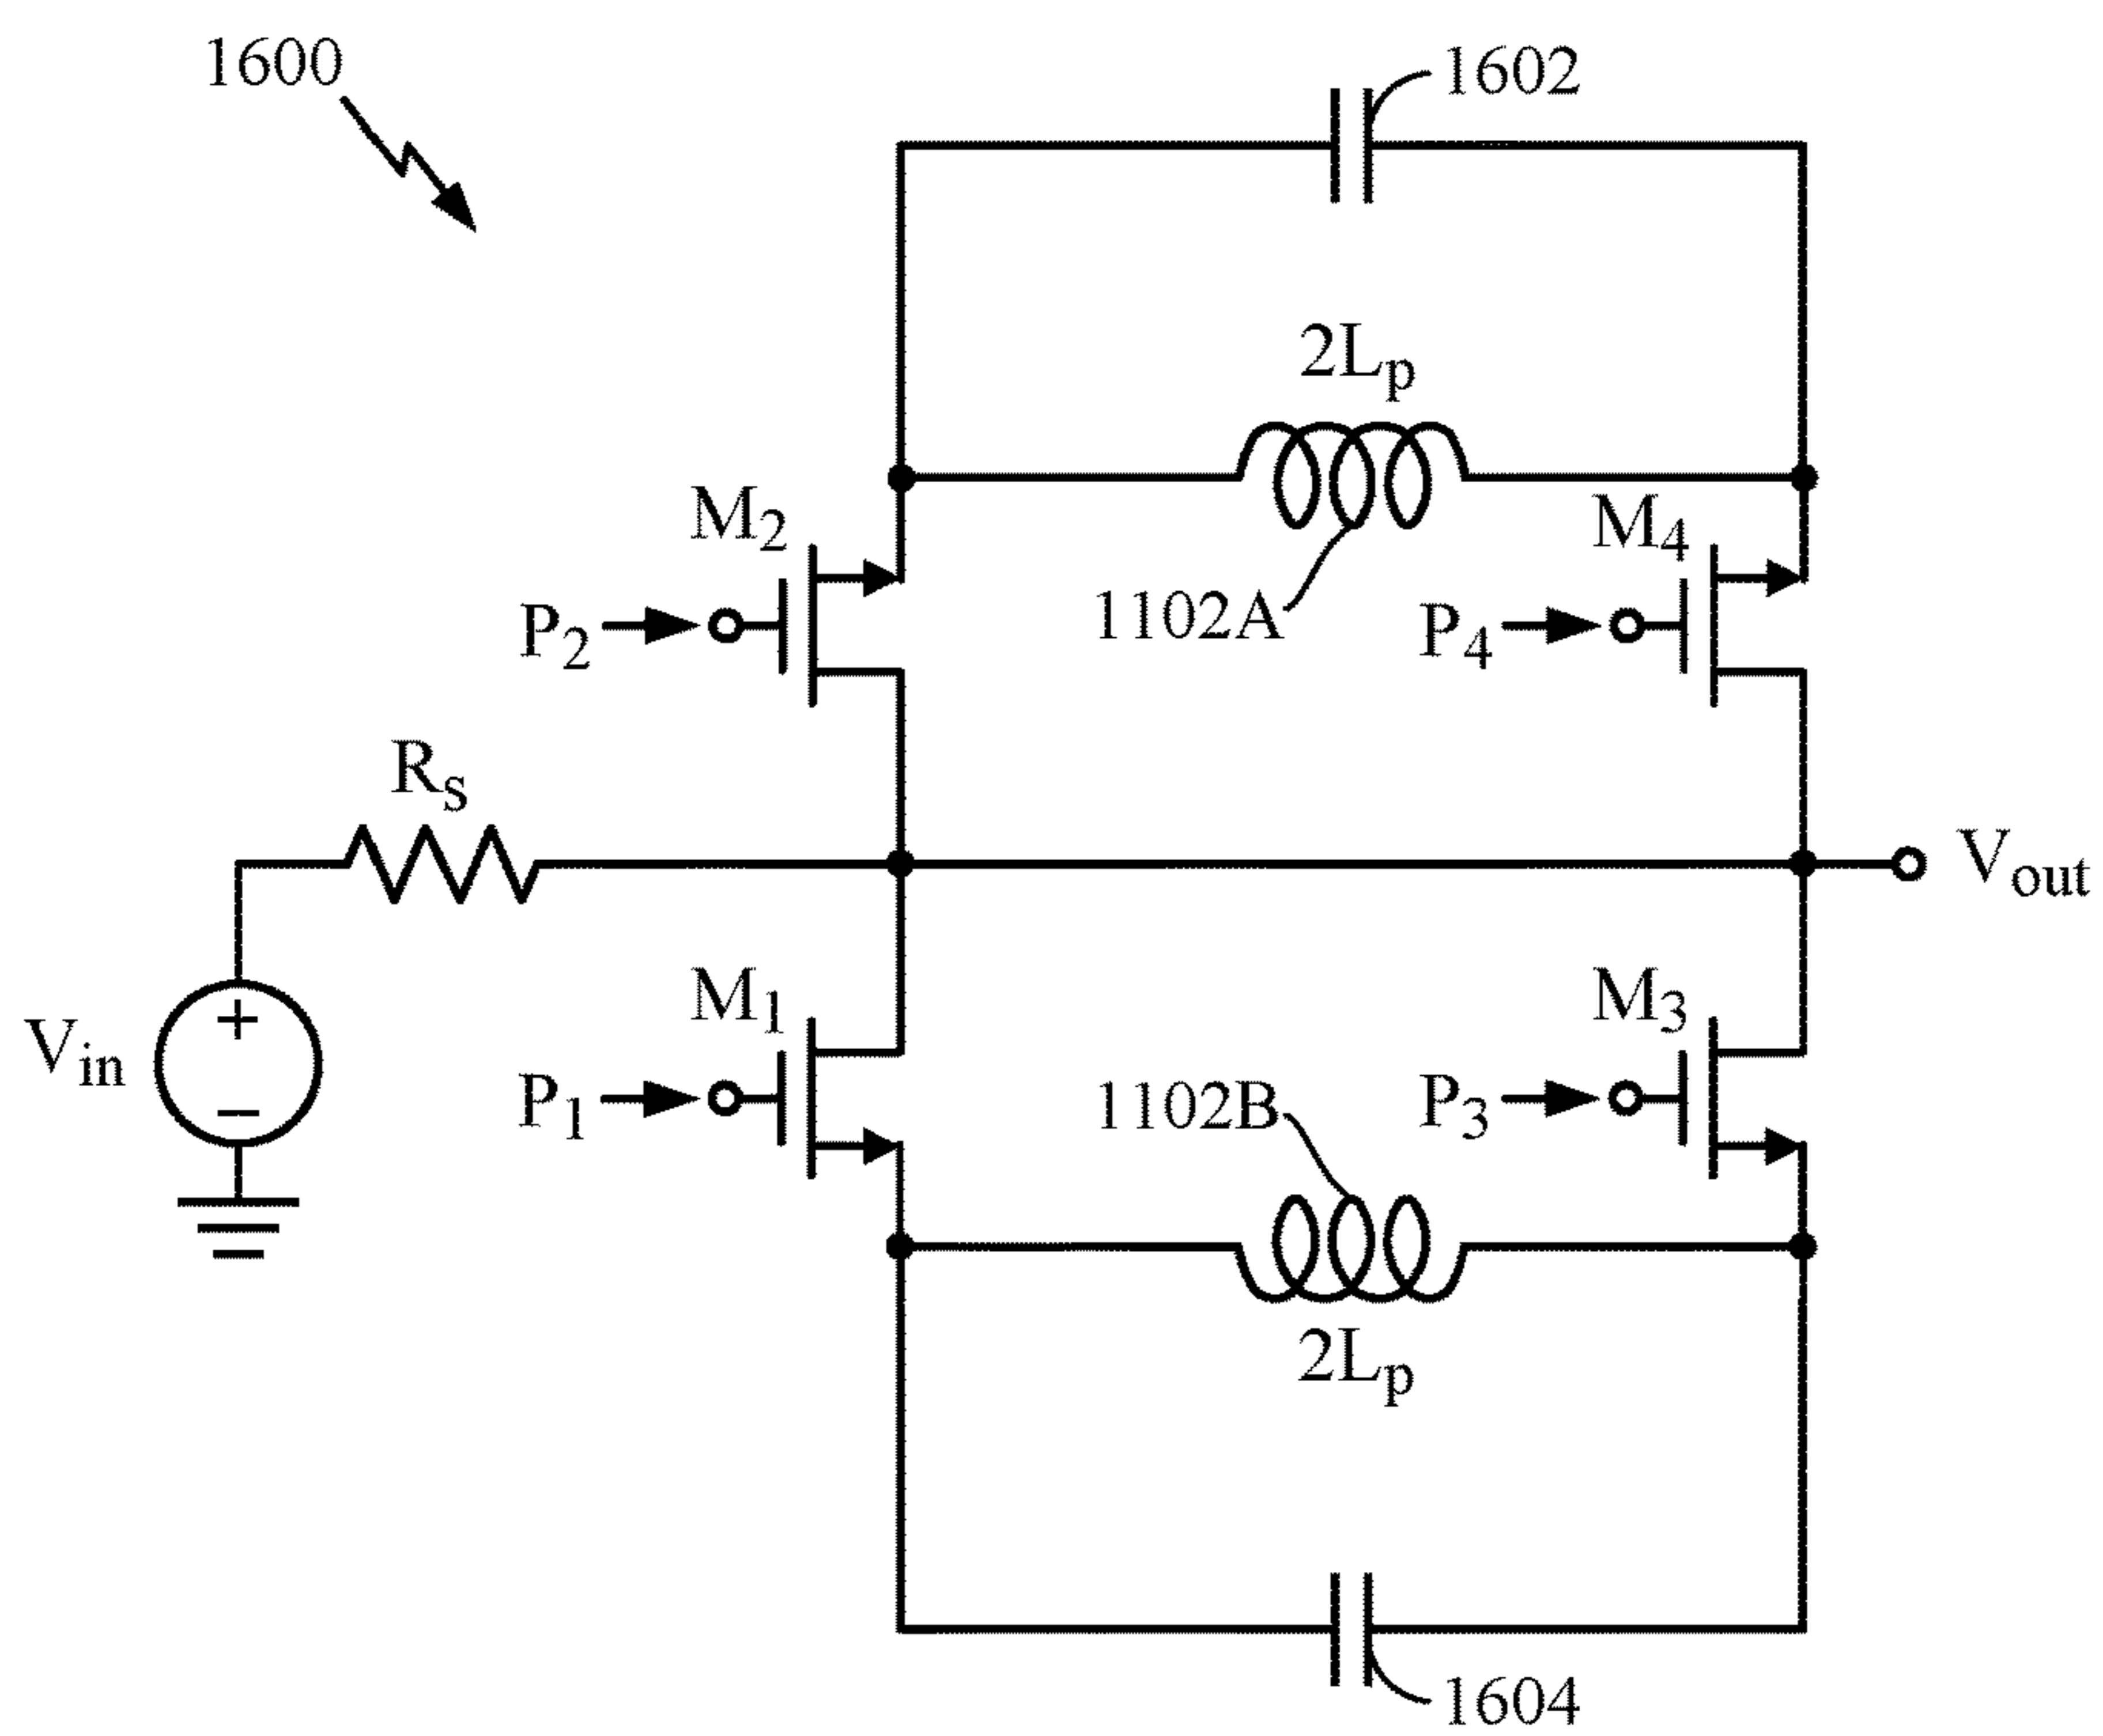 1600
1602
2Lp
M2
M4
1102A
P2
P4
Rs
Vout
M1
M3
Vin
+
−
P1
1102B
P3
2Lp
1604